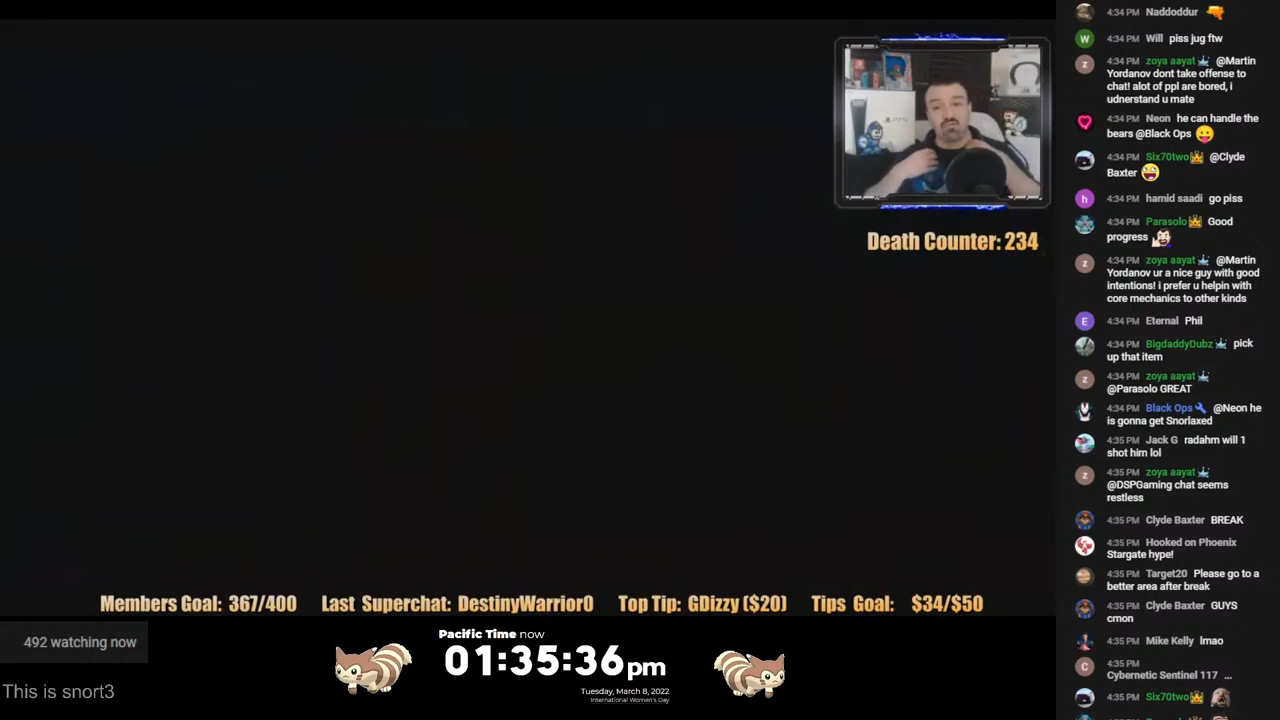 Death Counter: 234
Members Goal: 367/400 Last Superchat: DestinyWarrior0 Top Tip: GDizzy ($20) Tips Goal: $34/$50
492 watching now
This is snort3
Pacific Time now
01:35:36pm
Tuesday, March 8, 2022
International Women's Day
4:34 PM Naddoddur
W 4:34 PM Will piss jug ftw
z 4:34 PM zoya aayat @Martin
Yordanov dont take offense to
chat! alot of ppl are bored, i
udnerstand u mate
4:34 PM Neon he can handle the
bears @Black Ops
4:34 PM Six70two @Clyde
Baxter
h 4:34 PM hamid saadi go piss
4:34 PM Parasolo Good
progress
z 4:34 PM zoya aayat @Martin
Yordanov ur a nice guy with good
intentions! i prefer u helpin with
core mechanics to other kinds
E 4:34 PM Eternal Phil
4:34 PM BigdaddyDubz pick
up that item
z 4:34 PM zoya aayat
@Parasolo GREAT
4:34 PM Black Ops @Neon he
is gonna get Snorlaxed
4:35 PM Jack G radahm will 1
shot him lol
z 4:35 PM zoya aayat
@DSPGaming chat seems
restless
4:35 PM Clyde Baxter BREAK
4:35 PM Hooked on Phoenix
Stargate hype!
4:35 PM Target20 Please go to a
better area after break
4:35 PM Clyde Baxter GUYS
cmon
4:35 PM Mike Kelly lmao
C 4:35 PM
Cybernetic Sentinel 117 ...
4:35 PM Six70two